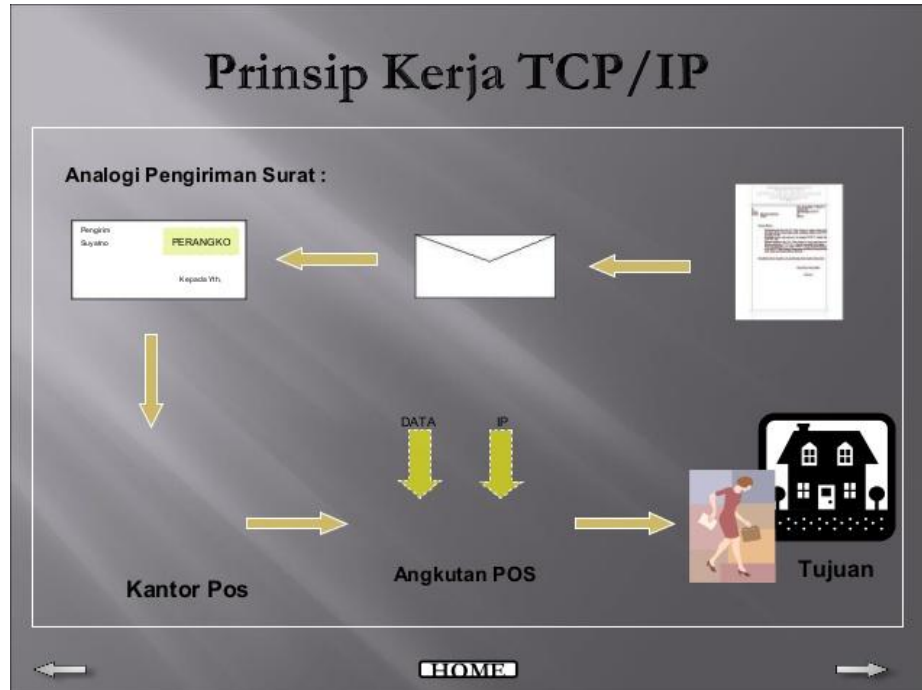 Prinsip Kerja TCP/IP
Analogi Pengiriman Surat :
Pengirim
Suyatno
PERANGKO
Kepada Yth.
DATA
IP
Kantor Pos
Angkutan POS
Tujuan
HOME